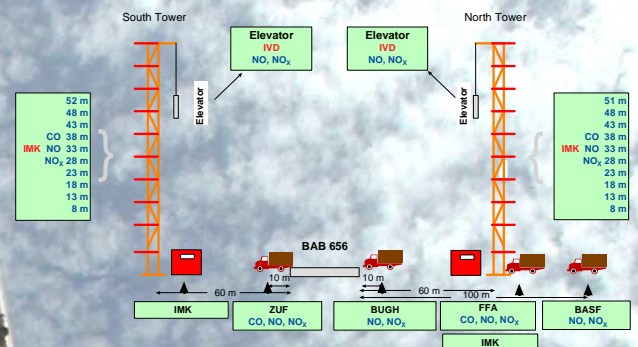 South Tower
North Tower
Elevator
IVD
NO, NOX
Elevator
IVD
NO, NOX
Elevator
Elevator
52 m
48 m
43 m
CO 38 m
IMK NO 33 m
NOX 28 m
23 m
18 m
13 m
8 m
51 m
48 m
43 m
CO 38 m
IMK NO 33 m
NOX 28 m
23 m
18 m
13 m
8 m
BAB 656
10 m
10 m
60 m
60 m
100 m
IMK
ZUF
CO, NO, NOX
BUGH
NO, NOX
FFA
CO, NO, NOX
BASF
NO, NOX
IMK